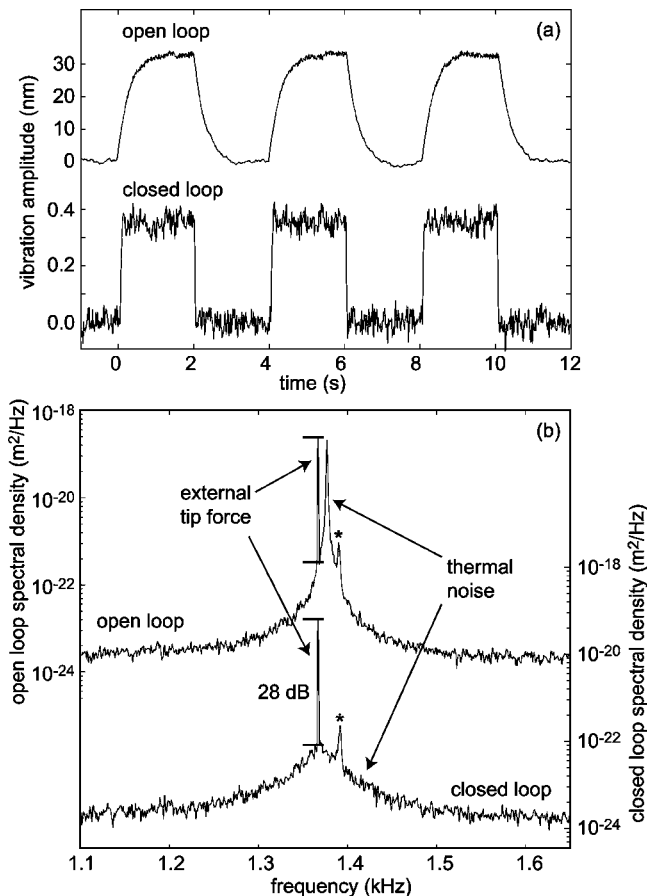 (a)
open loop
30
20
10
0
closed loop
0.4
0.2
0.0
vibration amplitude (nm)
0 2 4 6 8 10 12
time (s)
(b)
10-18
10-20
10-22
10-24
open loop spectral density (m2/Hz)
external
tip force
*
thermal
noise
open loop
28 dB
*
closed loop
10-18
10-20
10-22
10-24
closed loop spectral density (m2/Hz)
1.1 1.2 1.3 1.4 1.5 1.6
frequency (kHz)